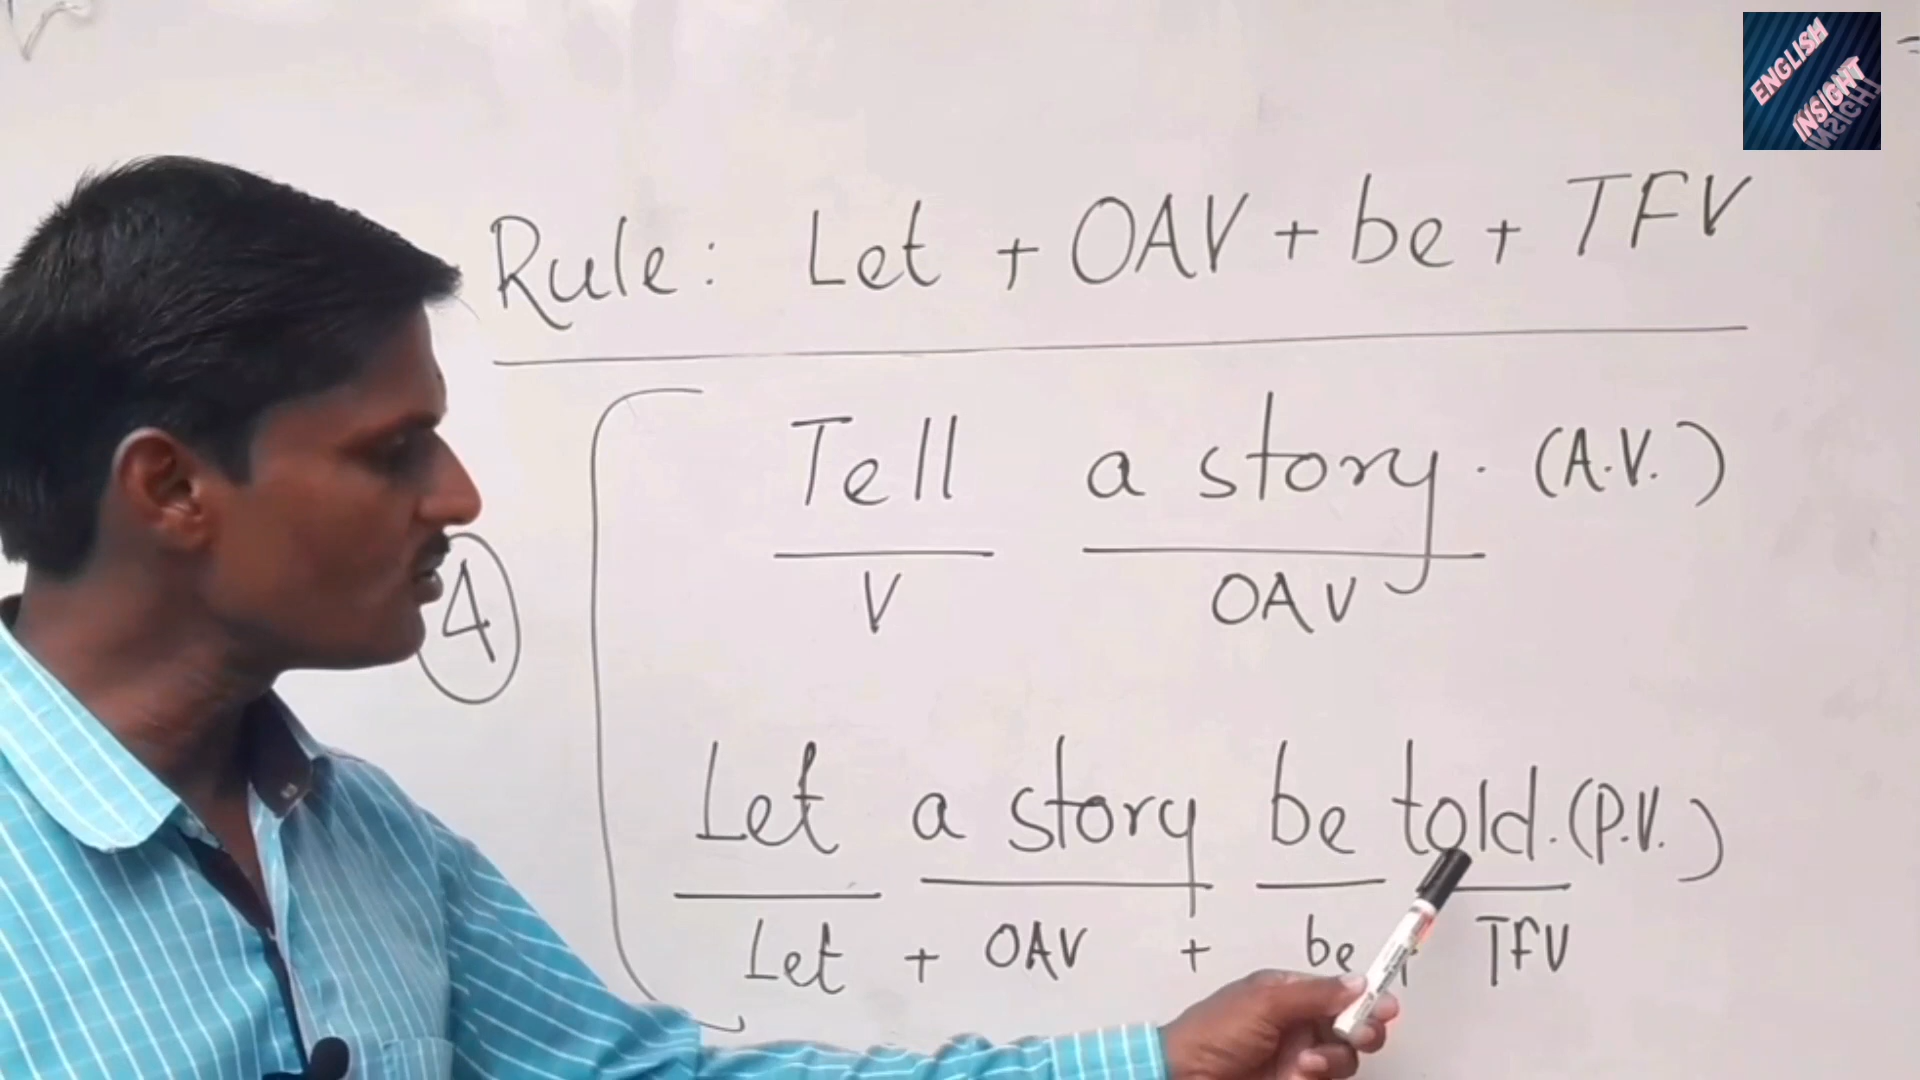 ENGLISH
INSIGHT
Rule: Let + OAV + be + TFV
Tell a story. (A.V.)
V OAV
4
Let a story be told. (P.V.)
Let + OAV + be + TFV